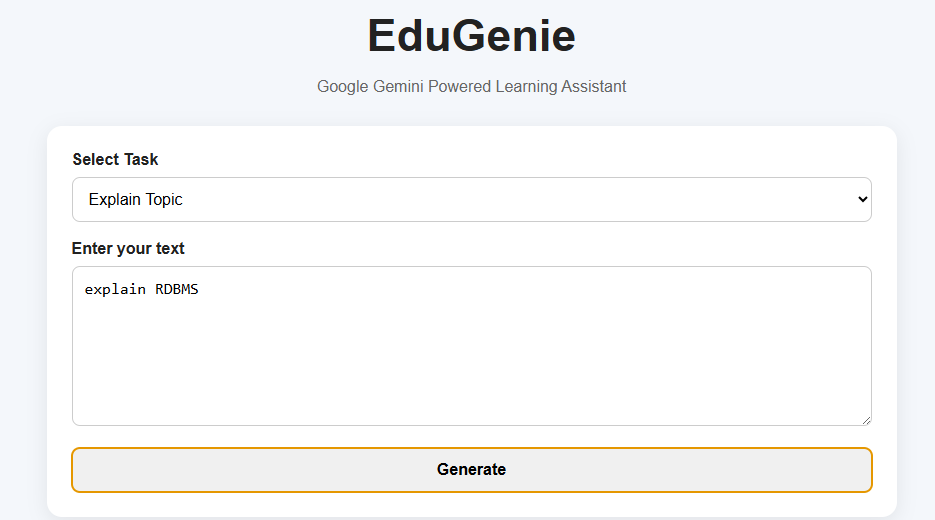 EduGenie
Google Gemini Powered Learning Assistant
Select Task
Explain Topic
Enter your text
explain RDBMS
Generate